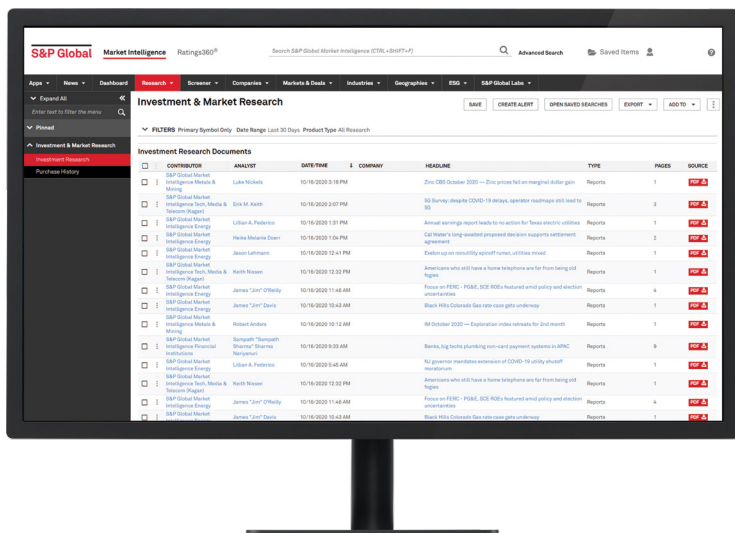 S&P Global Market Intelligence Ratings360® Search S&P Global Market Intelligence (CTRL+SHIFT+F) Advanced Search Saved Items
Apps News Dashboard Research Screener Companies Markets & Deals Industries Geographies ESG S&P Global Labs
Expand All
Enter text to filter the menu
Pinned
Investment & Market Research
Investment Research
Purchase History
Investment & Market Research
SAVE CREATE ALERT OPEN SAVED SEARCHES EXPORT ADD TO
FILTERS Primary Symbol Only Date Range Last 30 Days Product Type All Research
Investment Research Documents
CONTRIBUTOR ANALYST DATE/TIME COMPANY HEADLINE TYPE PAGES SOURCE
S&P Global Market
Intelligence Metals & Luke Nickels 10/16/2020 3:18 PM Zinc CBS October 2020 — Zinc prices fall on marginal dollar gain Reports 1 PDF
Mining
S&P Global Market
Intelligence Tech, Media & Erik M. Keith 10/16/2020 2:07 PM 5G Survey: despite COVID-19 delays, operator roadmaps still lead to Reports 3 PDF
Telecom (Kagan) 5G
S&P Global Market
Intelligence Energy Lillian A. Federico 10/16/2020 1:31 PM Annual earnings report leads to no action for Texas electric utilities Reports 1 PDF
S&P Global Market
Intelligence Energy Heike Melanie Doerr 10/16/2020 1:04 PM Cal Water's long-awaited proposed decision supports settlement Reports 2 PDF
agreement
S&P Global Market
Intelligence Energy Jason Lehmann 10/16/2020 12:41 PM Exelon up on nonutility spinoff rumor, utilities mixed Reports 1 PDF
S&P Global Market
Intelligence Tech, Media & Keith Nissen 10/16/2020 12:22 PM Americans who still have a home telephone are far from being old Reports 1 PDF
Telecom (Kagan) fogies
S&P Global Market
Intelligence Energy James "Jim" O'Reilly 10/16/2020 11:46 AM Focus on FERC - PG&E, SCE ROEs featured amid policy and election Reports 4 PDF
uncertainties
S&P Global Market
Intelligence Energy James "Jim" Davis 10/16/2020 10:43 AM Black Hills Colorado Gas rate case gets underway Reports 1 PDF
S&P Global Market
Intelligence Metals & Robert Anders 10/16/2020 10:12 AM IM October 2020 — Exploration index retreats for 2nd month Reports 1 PDF
Mining
S&P Global Market Sampath "Sampath
Intelligence Financial Sharma" Sharma 10/16/2020 9:33 AM Banks, big techs plumbing non-card payment systems in APAC Reports 9 PDF
Institutions Nariyanuri
S&P Global Market
Intelligence Energy Lillian A. Federico 10/16/2020 5:45 AM NJ governor mandates extension of COVID-19 utility shutoff Reports 1 PDF
moratorium
S&P Global Market
Intelligence Tech, Media & Keith Nissen 10/16/2020 12:22 PM Americans who still have a home telephone are far from being old Reports 1 PDF
Telecom (Kagan) fogies
S&P Global Market
Intelligence Energy James "Jim" O'Reilly 10/16/2020 11:46 AM Focus on FERC - PG&E, SCE ROEs featured amid policy and election Reports 4 PDF
uncertainties
S&P Global Market
Intelligence Energy James "Jim" Davis 10/16/2020 10:43 AM Black Hills Colorado Gas rate case gets underway Reports 1 PDF